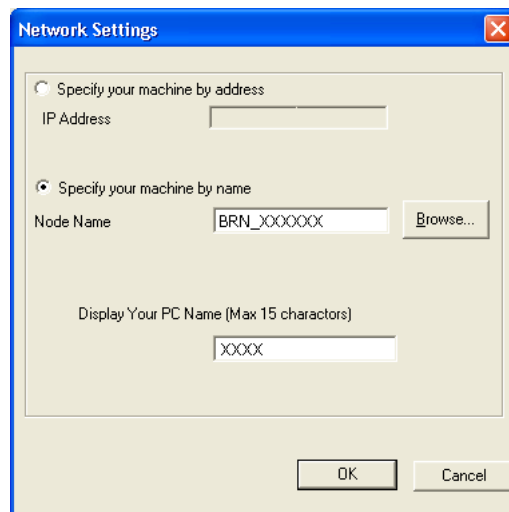 Network Settings
Specify your machine by address
IP Address
Specify your machine by name
Node Name
BRN_XXXXXX
Browse...
Display Your PC Name (Max 15 charactors)
XXXX
OK
Cancel